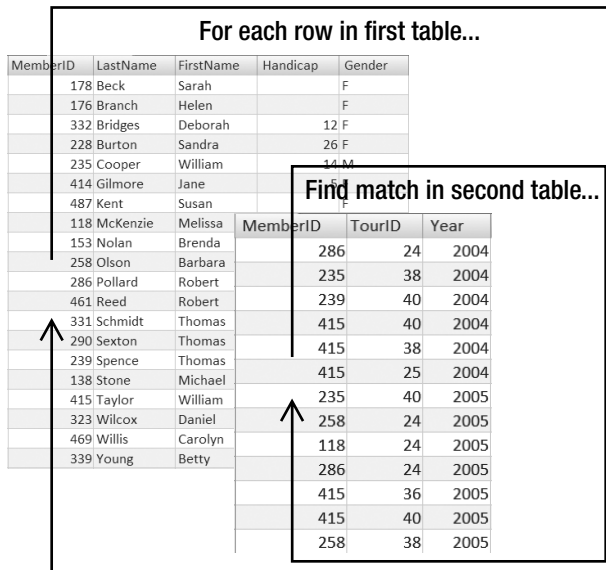 For each row in first table...
MemberID LastName FirstName Handicap Gender
178 Beck Sarah F
176 Branch Helen F
332 Bridges Deborah 12 F
228 Burton Sandra 26 F
235 Cooper William 14 M
414 Gilmore Jane 5
487 Kent Susan F
118 McKenzie Melissa
153 Nolan Brenda
258 Olson Barbara
286 Pollard Robert
461 Reed Robert
331 Schmidt Thomas
290 Sexton Thomas
239 Spence Thomas
138 Stone Michael
415 Taylor William
323 Wilcox Daniel
469 Willis Carolyn
339 Young Betty
Find match in second table...
MemberID TourID Year
286 24 2004
235 38 2004
239 40 2004
415 40 2004
415 38 2004
415 25 2004
235 40 2005
258 24 2005
118 24 2005
286 24 2005
415 36 2005
415 40 2005
258 38 2005